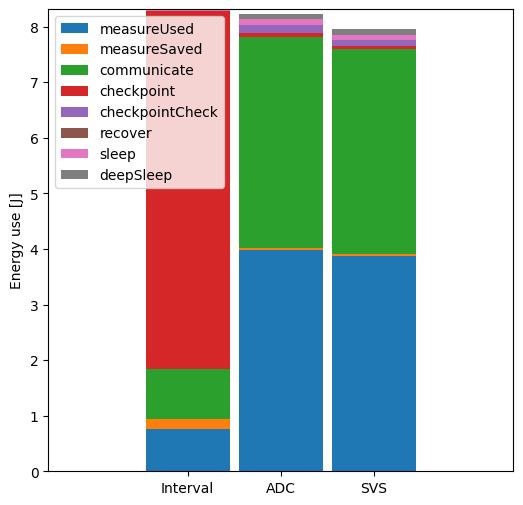 measureUsed
measureSaved
communicate
checkpoint
checkpointCheck
recover
sleep
deepSleep
Energy use [J]
8
7
6
5
4
3
2
1
0
Interval ADC SVS